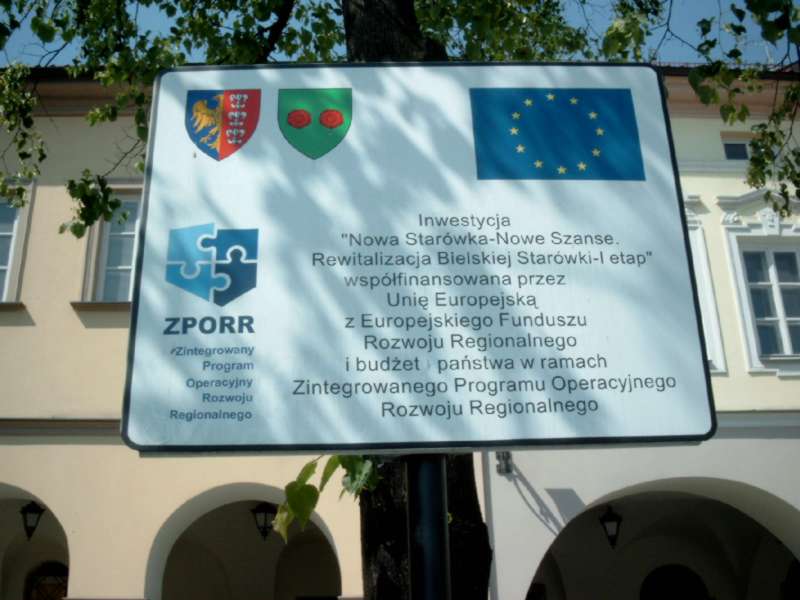 Inwestycja
"Nowa Starówka-Nowe Szanse.
Rewitalizacja Bielskiej Starówki-I etap"
współfinansowana przez
Unię Europejską
z Europejskiego Funduszu
Rozwoju Regionalnego
i budżet państwa w ramach
Zintegrowanego Programu Operacyjnego
Rozwoju Regionalnego
ZPORR
Zintegrowany
Program
Operacyjny
Rozwoju
Regionalnego